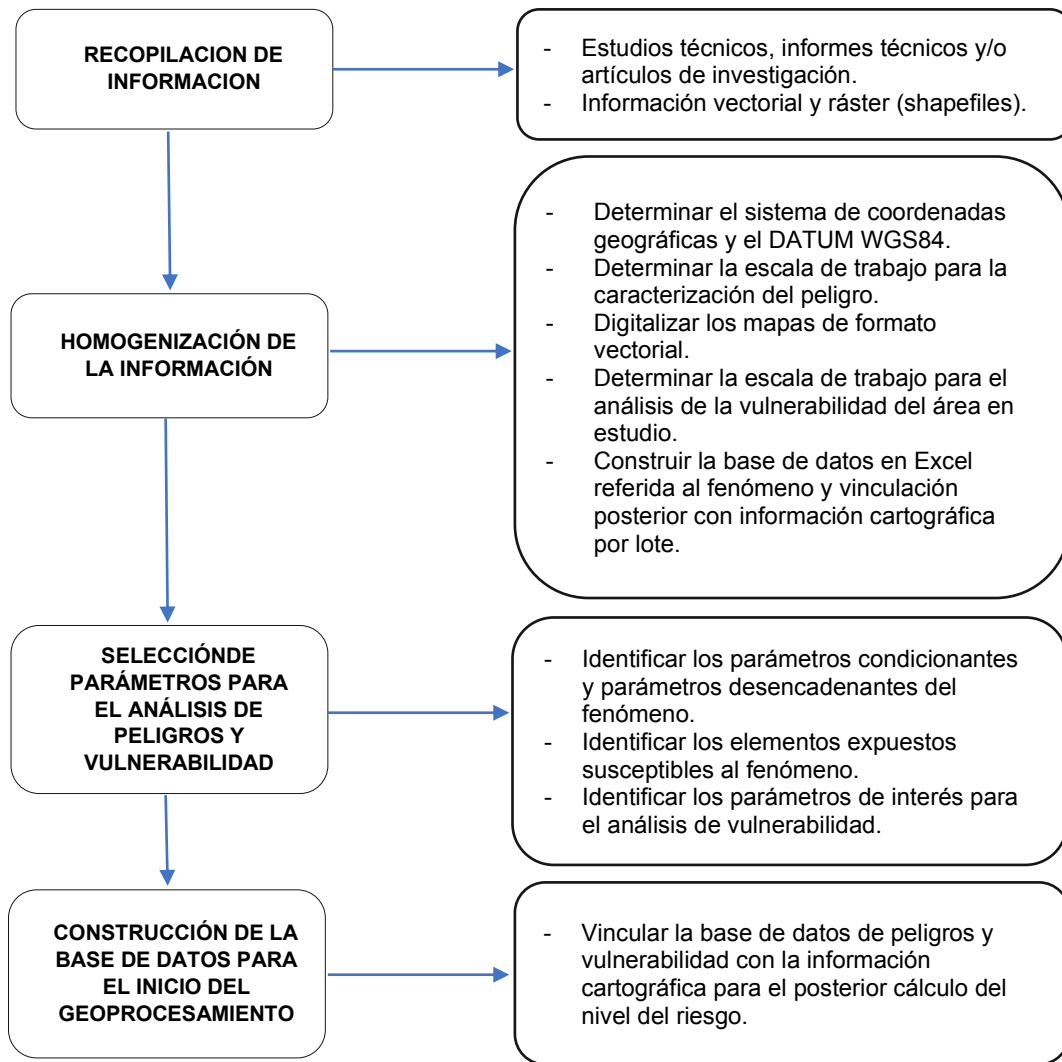 RECOPILACION DE
INFORMACION
- Estudios técnicos, informes técnicos y/o
artículos de investigación.
- Información vectorial y ráster (shapefiles).
HOMOGENIZACIÓN DE
LA INFORMACIÓN
- Determinar el sistema de coordenadas
geográficas y el DATUM WGS84.
- Determinar la escala de trabajo para la
caracterización del peligro.
- Digitalizar los mapas de formato
vectorial.
- Determinar la escala de trabajo para el
análisis de la vulnerabilidad del área en
estudio.
- Construir la base de datos en Excel
referida al fenómeno y vinculación
posterior con información cartográfica
por lote.
SELECCIÓNDE
PARÁMETROS PARA
EL ANÁLISIS DE
PELIGROS Y
VULNERABILIDAD
- Identificar los parámetros condicionantes
y parámetros desencadenantes del
fenómeno.
- Identificar los elementos expuestos
susceptibles al fenómeno.
- Identificar los parámetros de interés para
el análisis de vulnerabilidad.
CONSTRUCCIÓN DE LA
BASE DE DATOS PARA
EL INICIO DEL
GEOPROCESAMIENTO
- Vincular la base de datos de peligros y
vulnerabilidad con la información
cartográfica para el posterior cálculo del
nivel del riesgo.